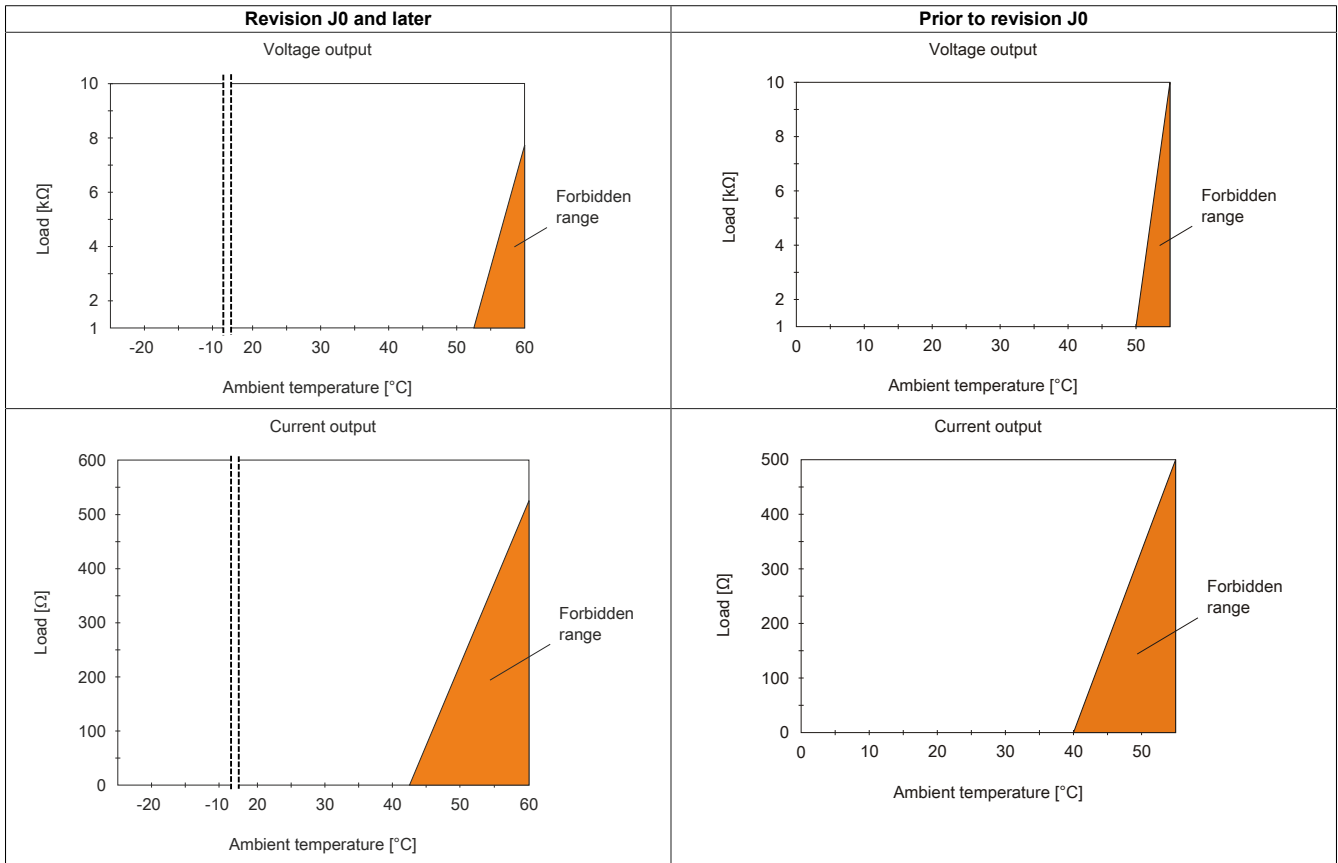 Revision J0 and later
Prior to revision J0
Voltage output
10
8
6
4
2
1
Load [kΩ]
-20 -10 20 30 40 50 60
Ambient temperature [°C]
Forbidden
range
Voltage output
10
8
6
4
2
1
Load [kΩ]
0 10 20 30 40 50
Ambient temperature [°C]
Forbidden
range
Current output
600
500
400
300
200
100
0
Load [Ω]
-20 -10 20 30 40 50 60
Ambient temperature [°C]
Forbidden
range
Current output
500
400
300
200
100
0
Load [Ω]
0 10 20 30 40 50
Ambient temperature [°C]
Forbidden
range